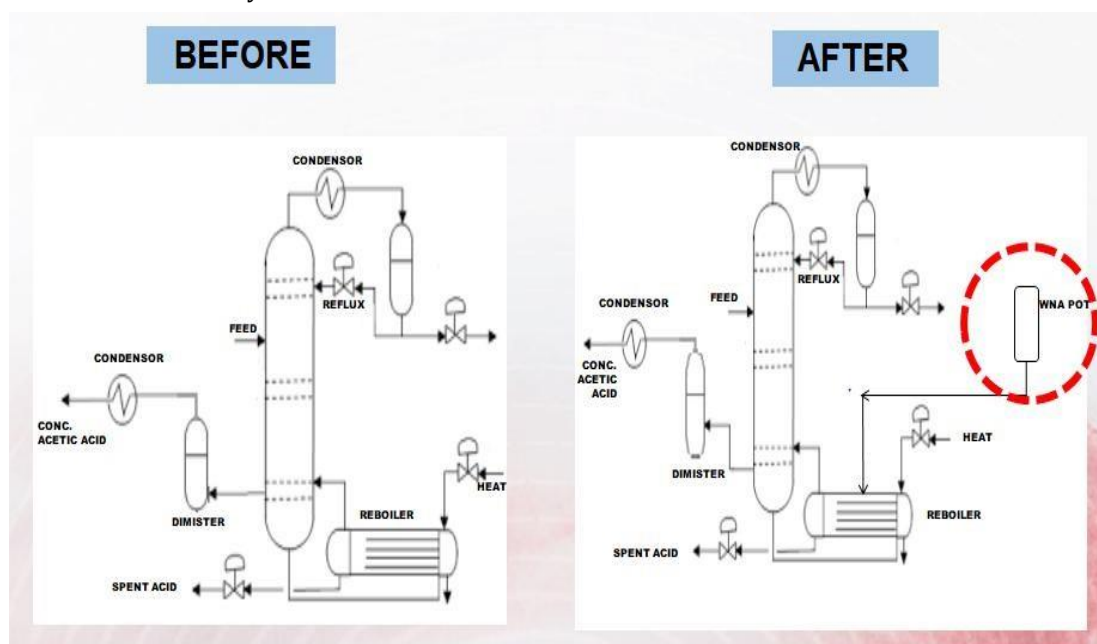 BEFORE
CONDENSOR
REFLUX
FEED
CONDENSOR
CONC.
ACETIC ACID
DIMISTER
HEAT
REBOILER
SPENT ACID
AFTER
CONDENSOR
REFLUX
FEED
CONDENSOR
CONC.
ACETIC
ACID
DIMISTER
WNA POT
HEAT
REBOILER
SPENT ACID